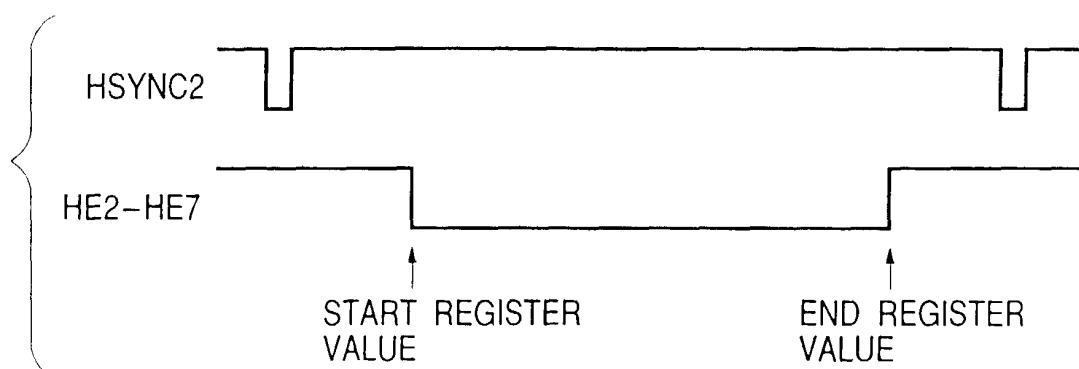 HSYNC2
HE2–HE7
START REGISTER
VALUE
END REGISTER
VALUE